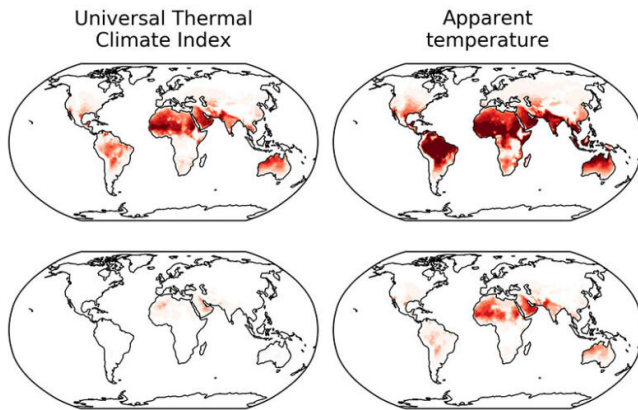 Universal Thermal
Climate Index
Apparent
temperature